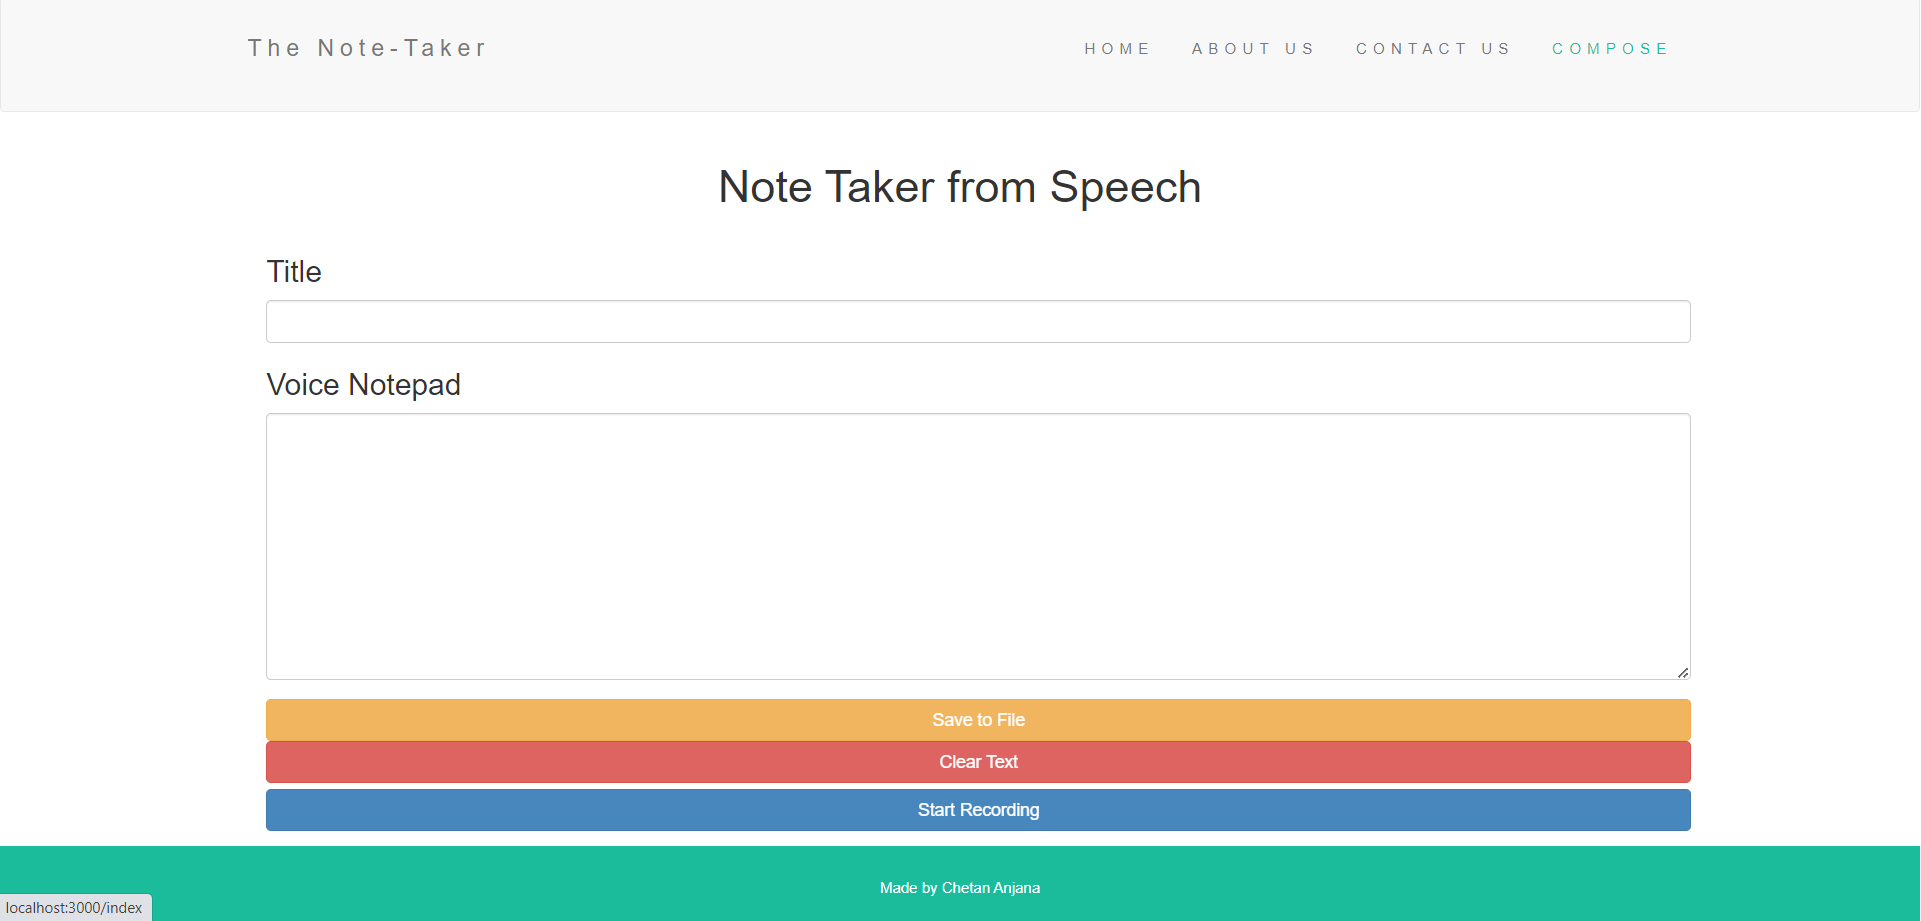 The Note-Taker
HOME ABOUT US CONTACT US COMPOSE
Note Taker from Speech
Title
Voice Notepad
Save to File
Clear Text
Start Recording
Made by Chetan Anjana
localhost:3000/index